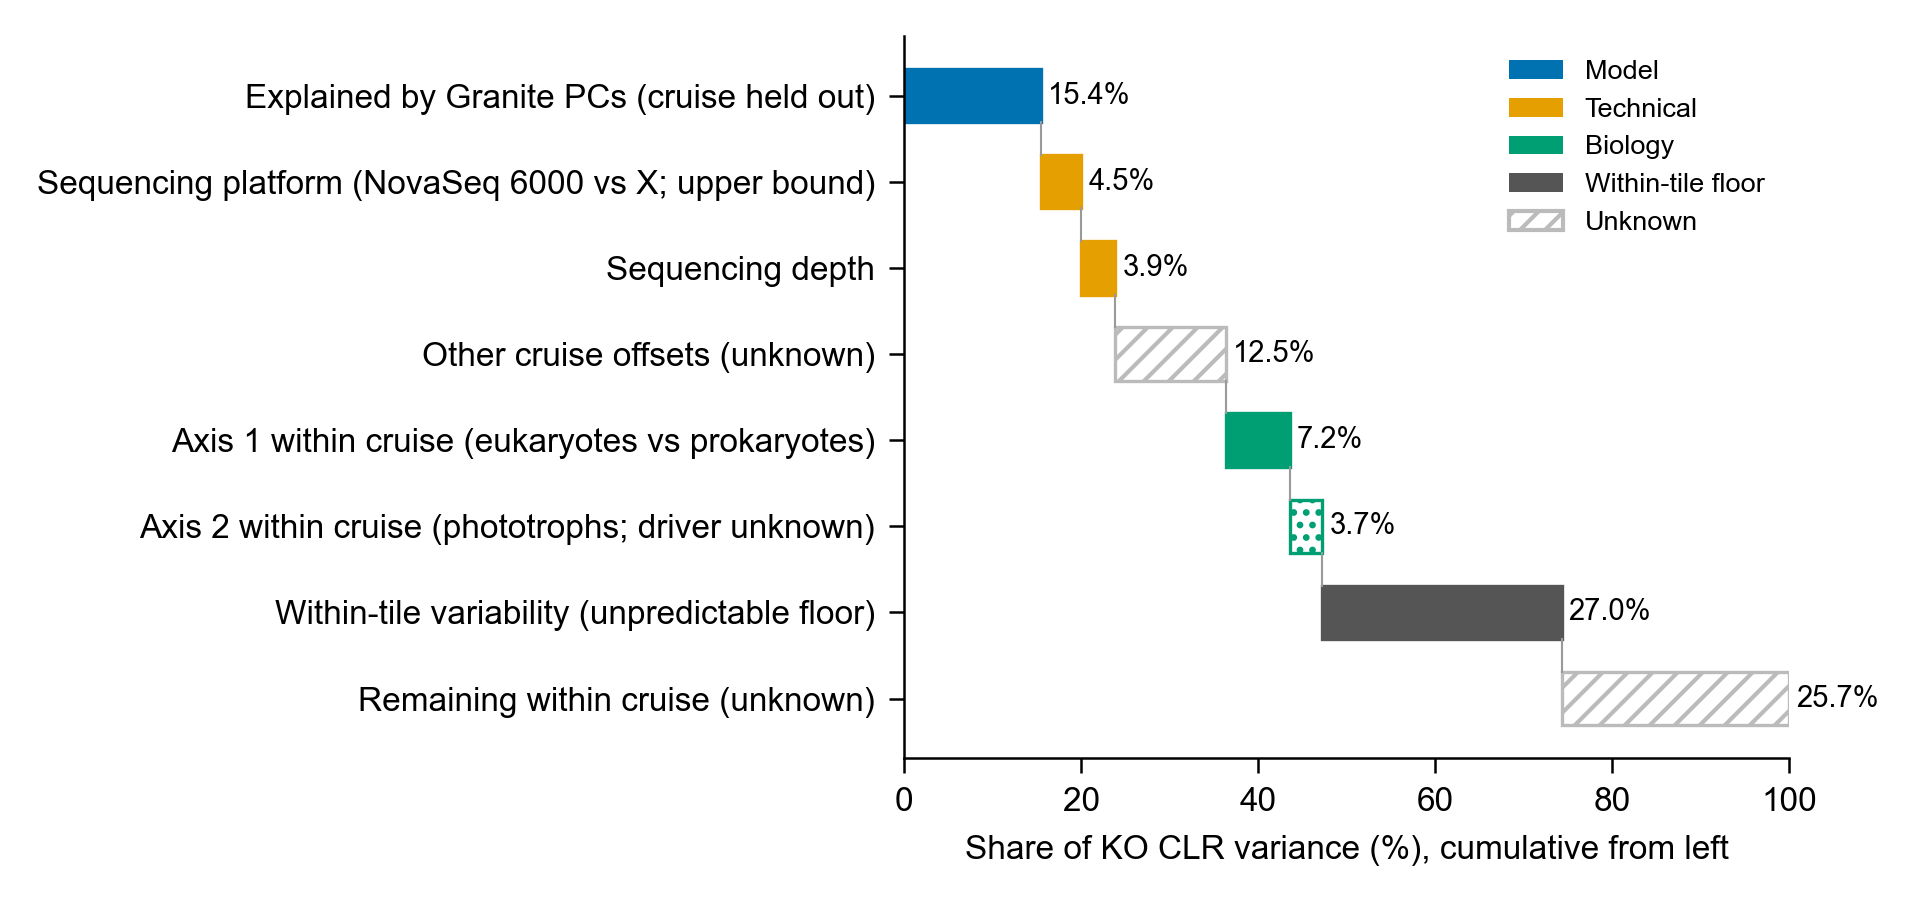 Explained by Granite PCs (cruise held out)
15.4%
Sequencing platform (NovaSeq 6000 vs X; upper bound)
4.5%
Sequencing depth
3.9%
Other cruise offsets (unknown)
12.5%
Axis 1 within cruise (eukaryotes vs prokaryotes)
7.2%
Axis 2 within cruise (phototrophs; driver unknown)
3.7%
Within-tile variability (unpredictable floor)
27.0%
Remaining within cruise (unknown)
25.7%
Model
Technical
Biology
Within-tile floor
Unknown
0 20 40 60 80 100
Share of KO CLR variance (%), cumulative from left